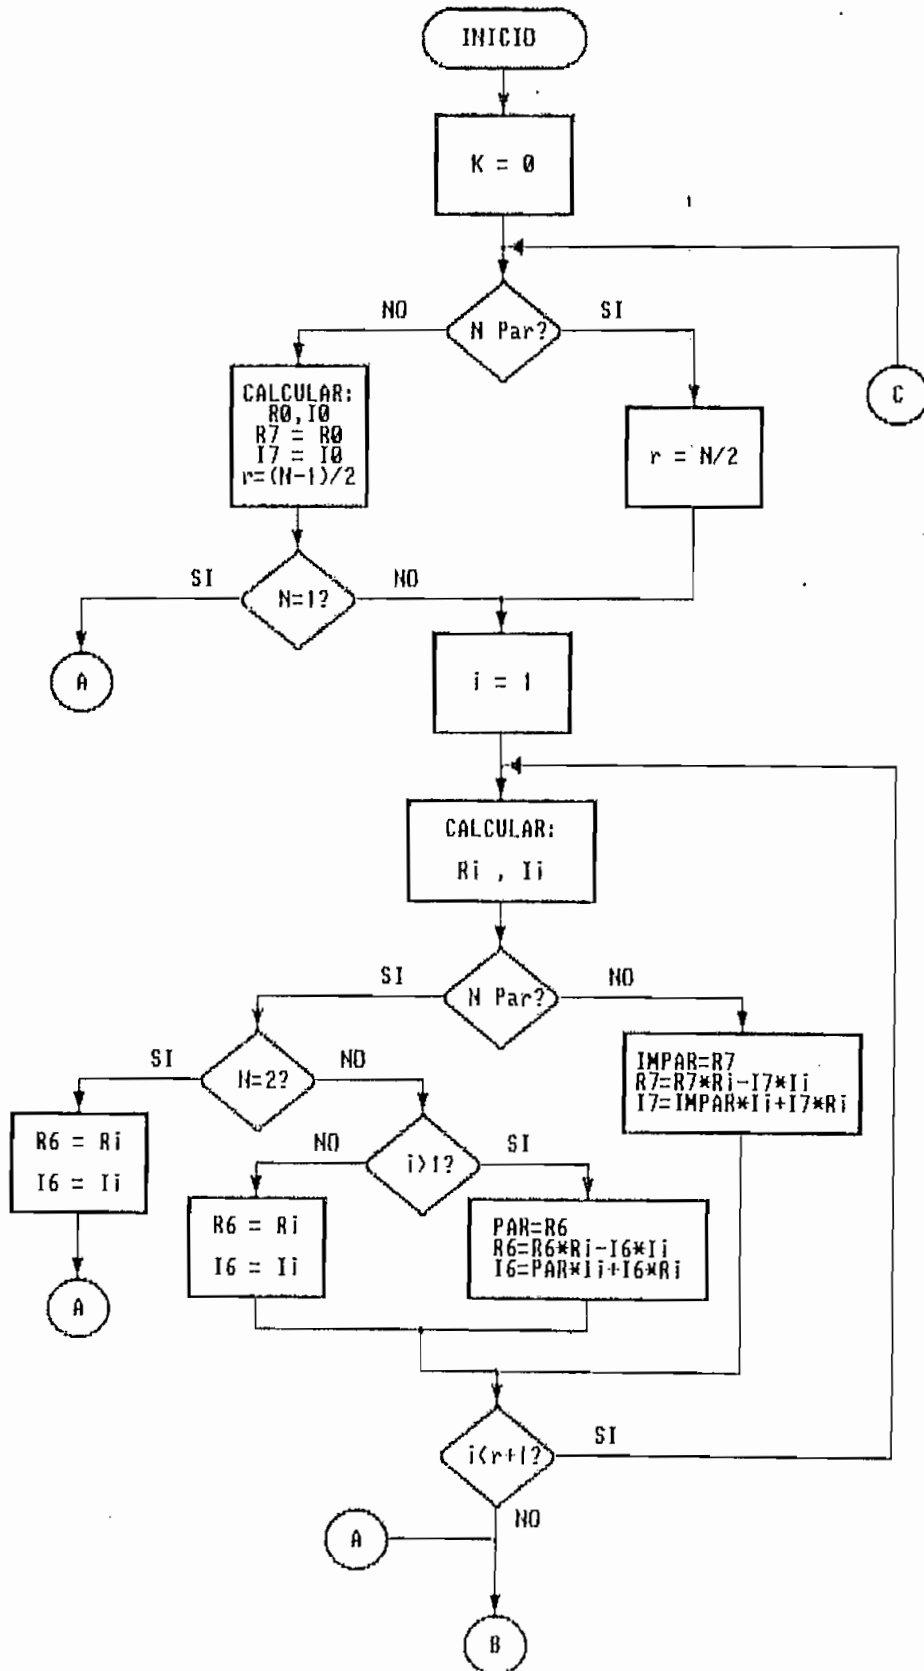 INICIO
K = 0
NO
N Par?
SI
CALCULAR:
R0,I0
R7 = R0
I7 = I0
r=(N-1)/2
r = N/2
C
SI
N=1?
NO
A
i = 1
CALCULAR:
Ri , Ii
SI
N Par?
NO
SI
N=2?
NO
IMPAR=R7
R7=R7*Ri-I7*Ii
I7=IMPAR*Ii+I7*Ri
R6 = Ri
I6 = Ii
NO
i>1?
SI
R6 = Ri
I6 = Ii
PAR=R6
R6=R6*Ri-I6*Ii
I6=PAR*Ii+I6*Ri
A
i<r+1?
SI
NO
A
B